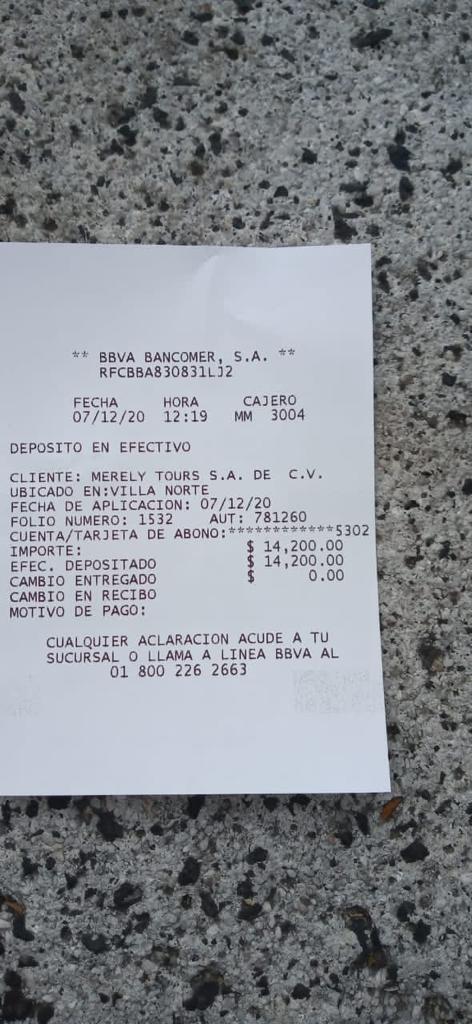 ** BBVA BANCOMER, S.A. **
RFCBBA830831LJ2
FECHA HORA CAJERO
07/12/20 12:19 MM 3004
DEPOSITO EN EFECTIVO
CLIENTE: MERELY TOURS S.A. DE C.V.
UBICADO EN:VILLA NORTE
FECHA DE APLICACION: 07/12/20
FOLIO NUMERO: 1532 AUT: 781260
CUENTA/TARJETA DE ABONO:************5302
IMPORTE: $ 14,200.00
EFEC. DEPOSITADO $ 14,200.00
CAMBIO ENTREGADO $ 0.00
CAMBIO EN RECIBO
MOTIVO DE PAGO:
CUALQUIER ACLARACION ACUDE A TU
SUCURSAL O LLAMA A LINEA BBVA AL
01 800 226 2663